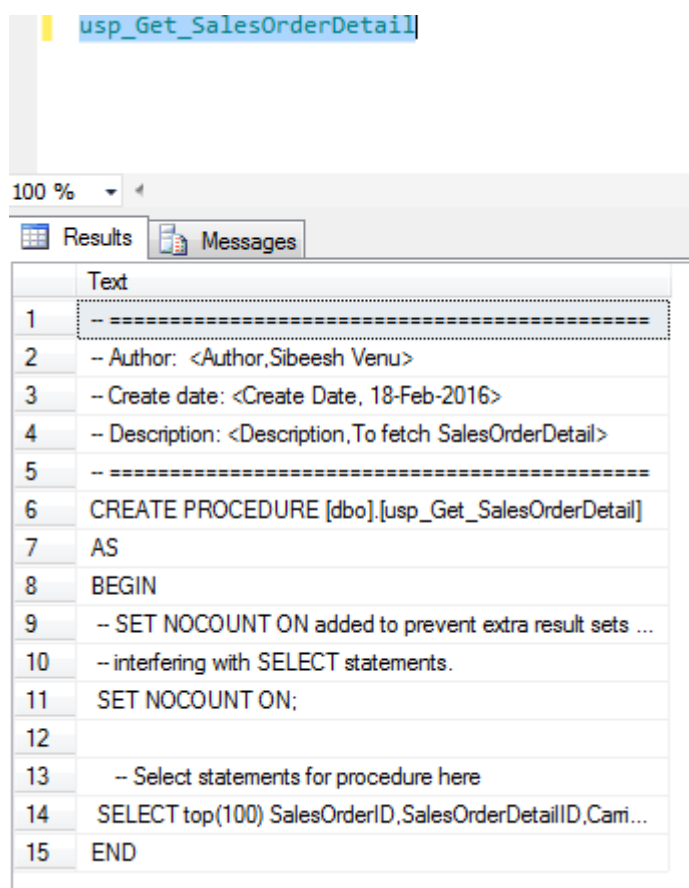 usp_Get_SalesOrderDetail
100 %
Results Messages
Text
1 -- =============================================
2 -- Author: <Author,Sibeesh Venu>
3 -- Create date: <Create Date, 18-Feb-2016>
4 -- Description: <Description,To fetch SalesOrderDetail>
5 -- =============================================
6 CREATE PROCEDURE [dbo].[usp_Get_SalesOrderDetail]
7 AS
8 BEGIN
9 -- SET NOCOUNT ON added to prevent extra result sets ...
10 -- interfering with SELECT statements.
11 SET NOCOUNT ON;
12
13 -- Select statements for procedure here
14 SELECT top(100) SalesOrderID,SalesOrderDetailID,Carri...
15 END